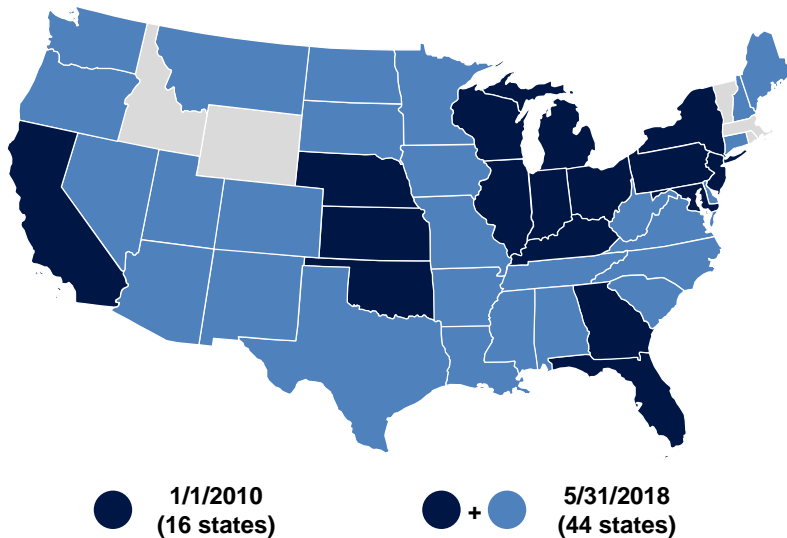 1/1/2010
(16 states)
+
5/31/2018
(44 states)